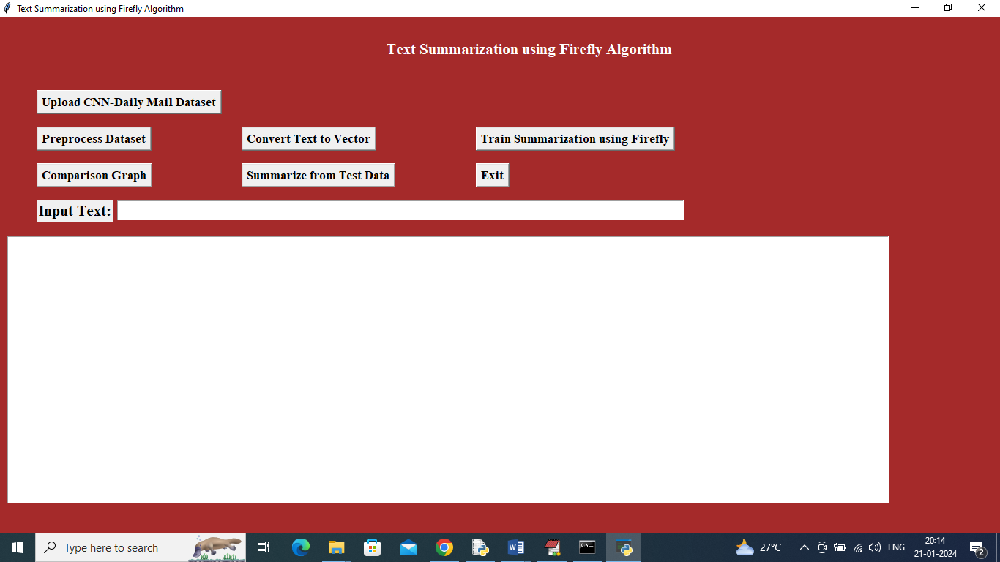 Text Summarization using Firefly Algorithm
Text Summarization using Firefly Algorithm
Upload CNN-Daily Mail Dataset
Preprocess Dataset Convert Text to Vector Train Summarization using Firefly
Comparison Graph Summarize from Test Data Exit
Input Text:
Type here to search 27°C ENG 20:14
21-01-2024 2